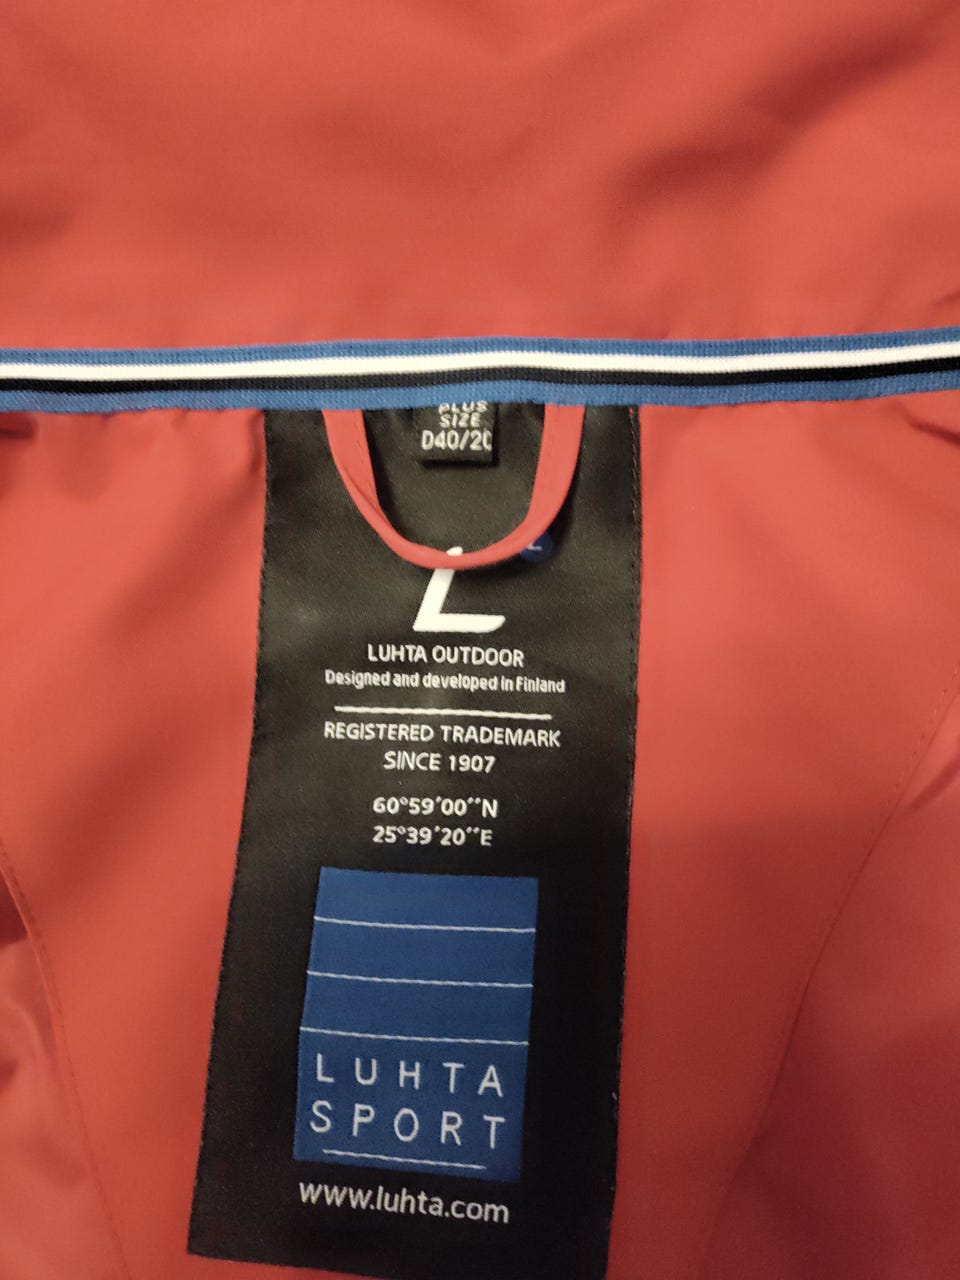 PLUS
SIZE
D40/20
L
LUHTA OUTDOOR
Designed and developed in Finland
REGISTERED TRADEMARK
SINCE 1907
60°59'00''N
25°39'20''E
LUHTA
SPORT
www.luhta.com